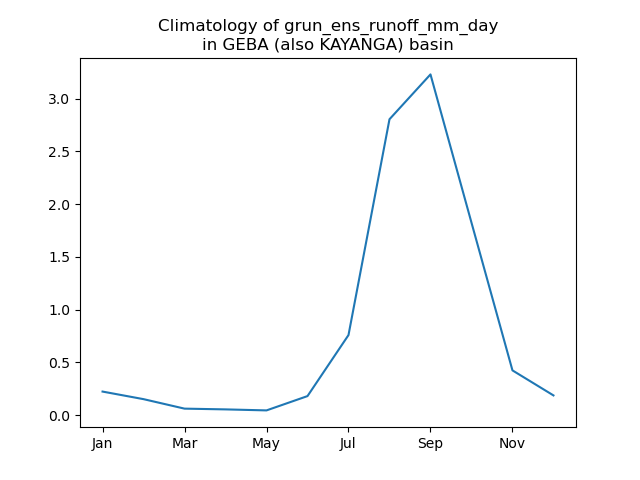 Climatology of grun_ens_runoff_mm_day
in GEBA (also KAYANGA) basin
3.0
2.5
2.0
1.5
1.0
0.5
0.0
Jan Mar May Jul Sep Nov